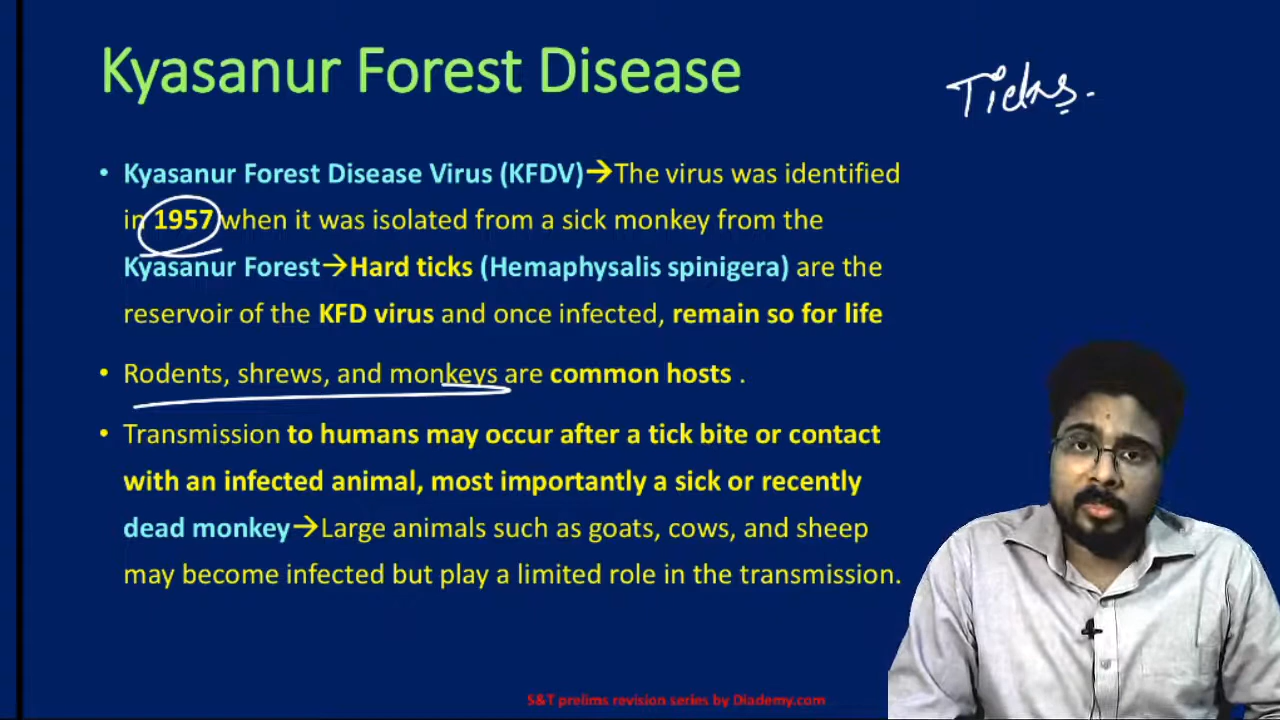 Kyasanur Forest Disease
Ticks.
• Kyasanur Forest Disease Virus (KFDV)→The virus was identified
in 1957 when it was isolated from a sick monkey from the
Kyasanur Forest→Hard ticks (Hemaphysalis spinigera) are the
reservoir of the KFD virus and once infected, remain so for life
• Rodents, shrews, and monkeys are common hosts .
• Transmission to humans may occur after a tick bite or contact
with an infected animal, most importantly a sick or recently
dead monkey→Large animals such as goats, cows, and sheep
may become infected but play a limited role in the transmission.
S&T prelims revision series by Diademy.com